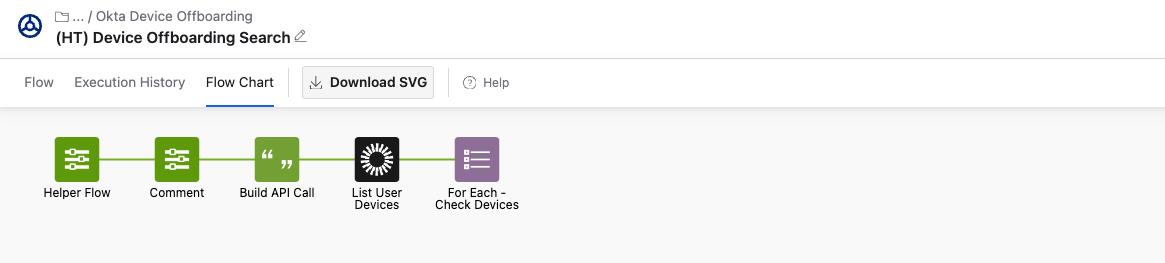 ... / Okta Device Offboarding
(HT) Device Offboarding Search
Flow Execution History Flow Chart Download SVG Help
Helper Flow Comment Build API Call List User Devices For Each - Check Devices